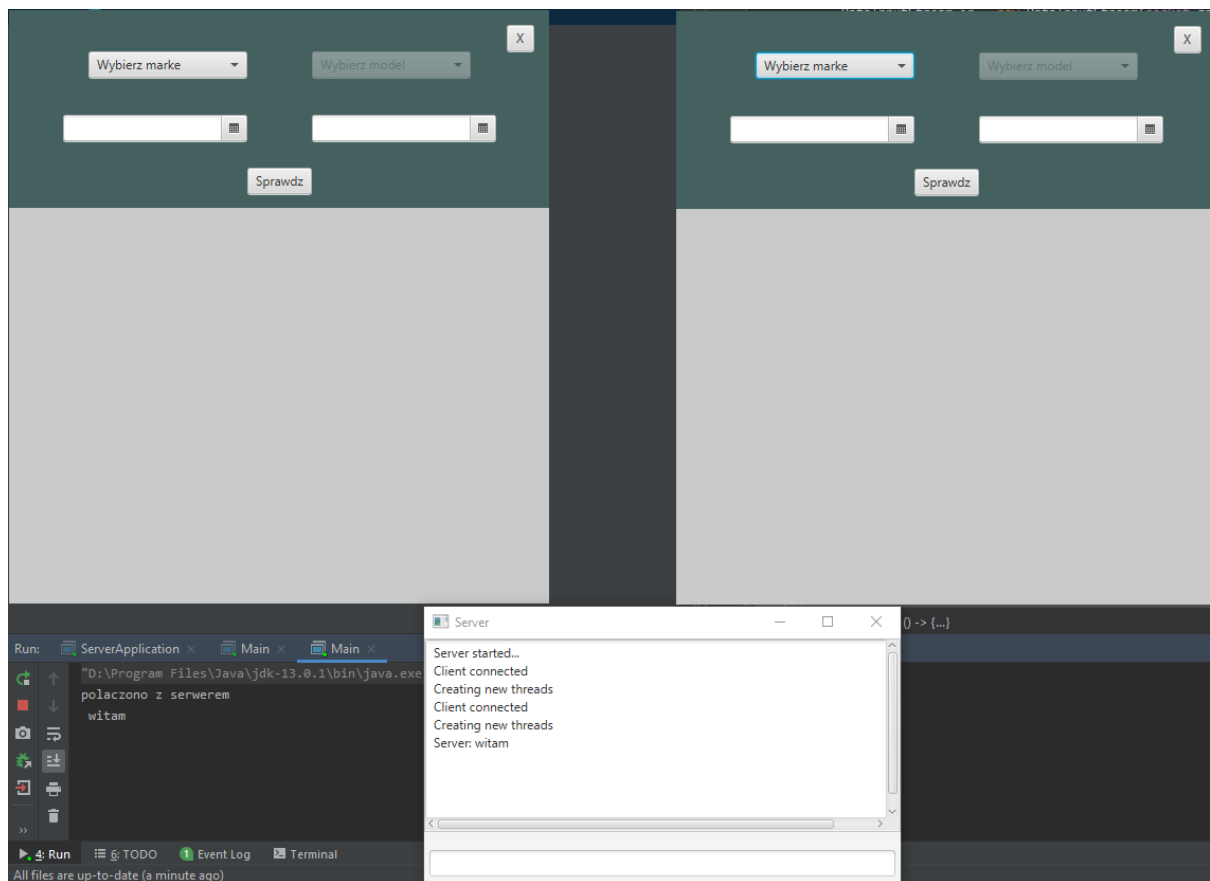 X
Wybierz marke
Wybierz model
Sprawdz
X
Wybierz marke
Wybierz model
Sprawdz
() -> {...}
Run:
ServerApplication
Main
Main
"D:\Program Files\Java\jdk-13.0.1\bin\java.exe
polaczono z serwerem
witam
Server
Server started...
Client connected
Creating new threads
Client connected
Creating new threads
Server: witam
4: Run
6: TODO
1 Event Log
Terminal
All files are up-to-date (a minute ago)